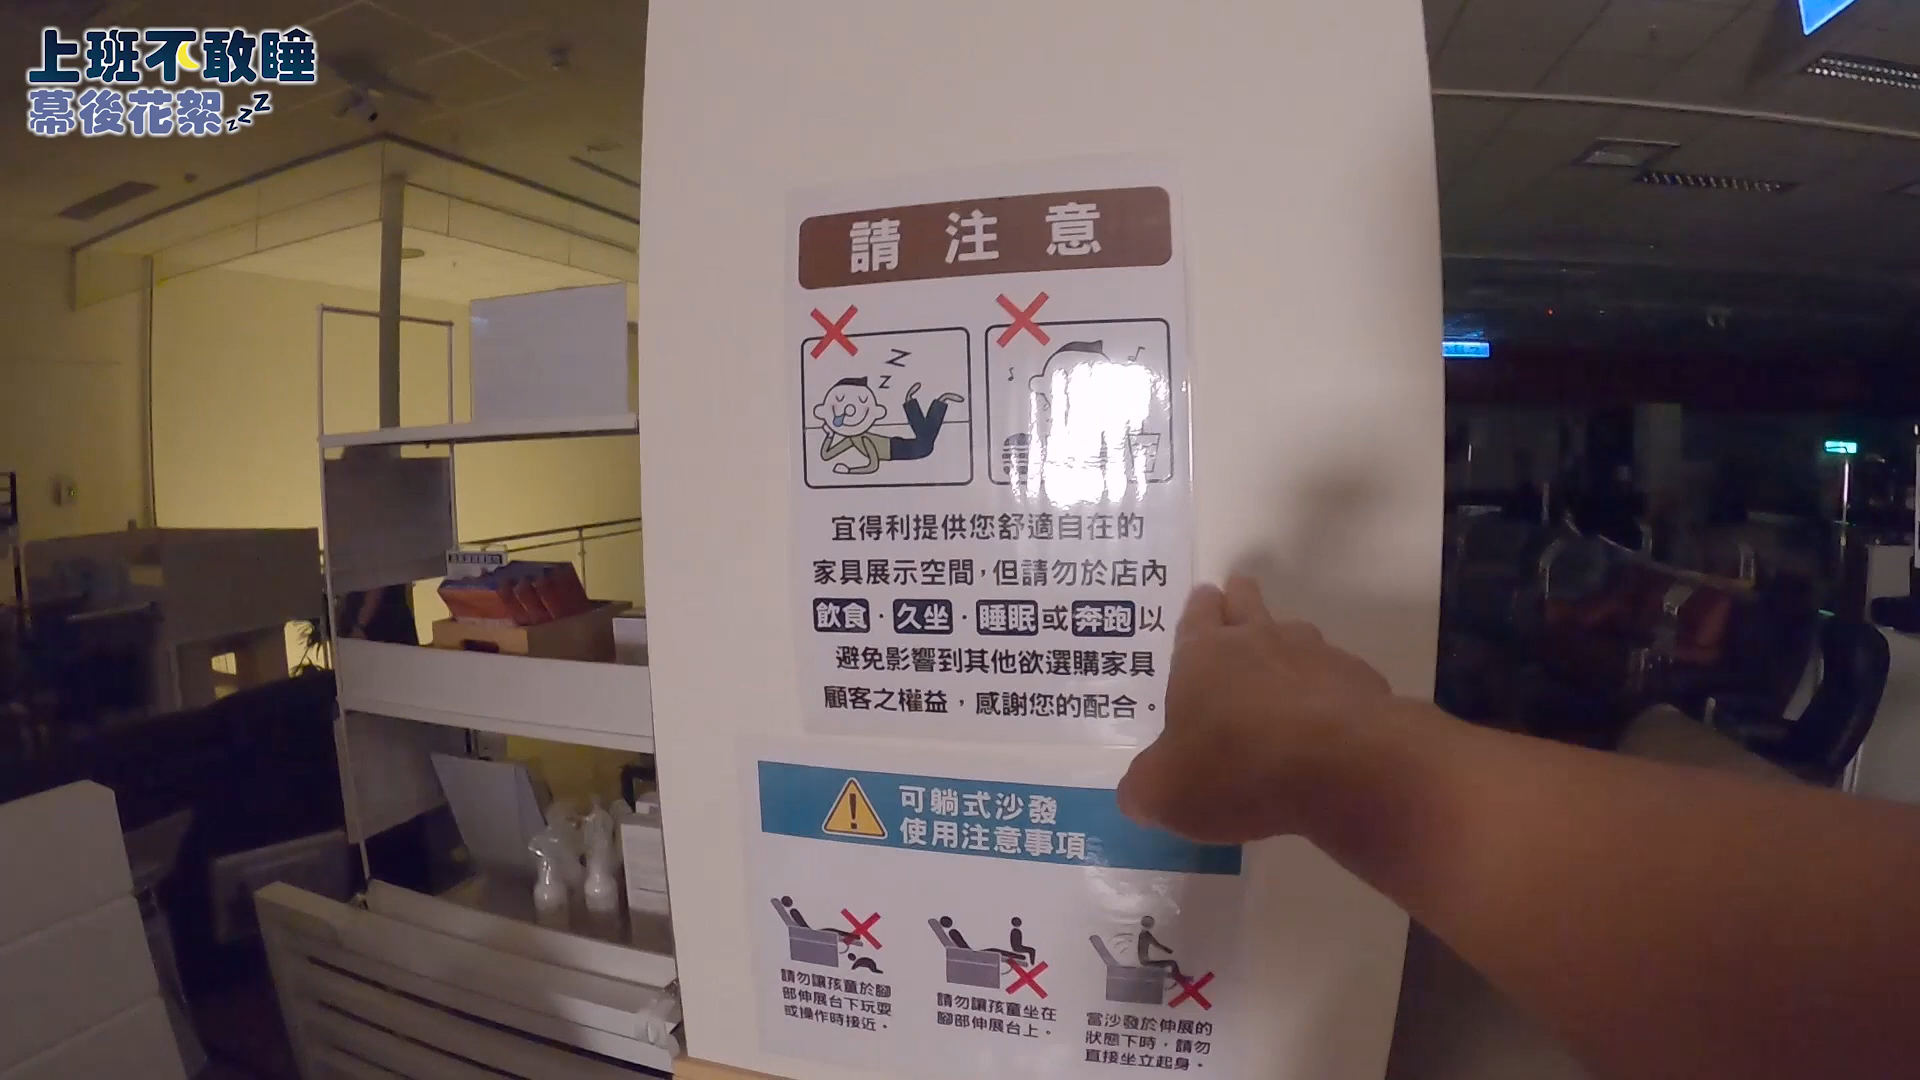 上班不敢睡
幕後花絮zzz
請注意
z z
宜得利提供您舒適自在的
家具展示空間,但請勿於店內
飲食·久坐·睡眠或奔跑以
避免影響到其他欲選購家具
顧客之權益,感謝您的配合。
可躺式沙發
使用注意事項
請勿讓孩童於腳
部伸展台下玩耍
或操作時接近。
請勿讓孩童坐在
腳部伸展台上。
當沙發於伸展的
狀態下時,請勿
直接坐立起身。